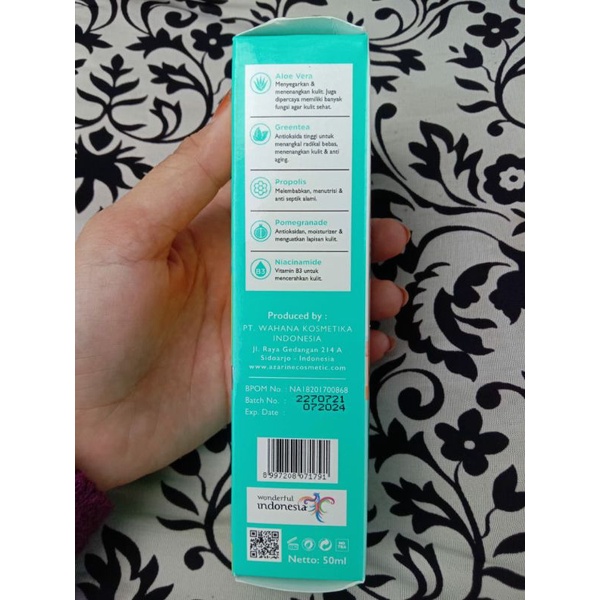 Aloe Vera
Menyegarkan &
menenangkan kulit. Juga
dipercaya memiliki banyak
fungsi agar kulit sehat.
Greentea
Antioksida tinggi untuk
menangkal radikal bebas,
menenangkan kulit & anti
aging.
Propolis
Melembabkan, manutrisi &
anti septik alami.
Pomegranade
Antioksidan, moisturizer &
menguatkan lapisan kulit.
B3
Niacinamide
Vitamin B3 untuk
mencerahkan kulit.
Produced by :
PT. WAHANA KOSMETIKA
INDONESIA
Jl. Raya Gedangan 214 A
Sidoarjo - Indonesia
www.azarinecosmetic.com
BPOM No : NA18201700868
Batch No. : 2270721
Exp. Date : 072024
8 997208 071791
wonderful
indonesia
Netto: 50ml